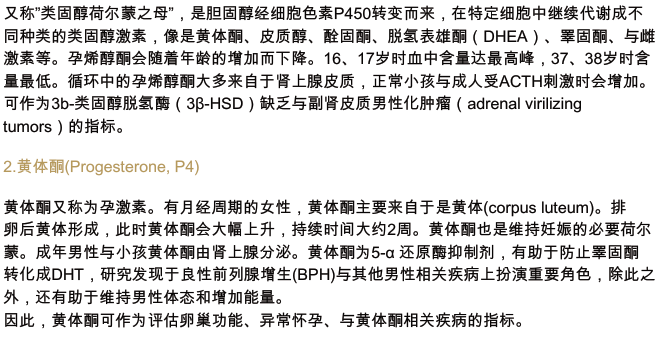 又称”类固醇荷尔蒙之母”，是胆固醇经细胞色素P450转变而来，在特定细胞中继续代谢成不
同种类的类固醇激素，像是黄体酮、皮质醇、醛固酮、脱氢表雄酮（DHEA）、睾固酮、与雌
激素等。孕烯醇酮会随着年龄的增加而下降。16、17岁时血中含量达最高峰，37、38岁时含
量最低。循环中的孕烯醇酮大多来自于肾上腺皮质，正常小孩与成人受ACTH刺激时会增加。
可作为3b-类固醇脱氢酶（3β-HSD）缺乏与副肾皮质男性化肿瘤（adrenal virilizing
tumors）的指标。
2.黄体酮(Progesterone, P4)
黄体酮又称为孕激素。有月经周期的女性，黄体酮主要来自于是黄体(corpus luteum)。排
卵后黄体形成，此时黄体酮会大幅上升，持续时间大约2周。黄体酮也是维持妊娠的必要荷尔
蒙。成年男性与小孩黄体酮由肾上腺分泌。黄体酮为5-α 还原酶抑制剂，有助于防止睾固酮
转化成DHT，研究发现于良性前列腺增生(BPH)与其他男性相关疾病上扮演重要角色，除此之
外，还有助于维持男性体态和增加能量。
因此，黄体酮可作为评估卵巢功能、异常怀孕、与黄体酮相关疾病的指标。